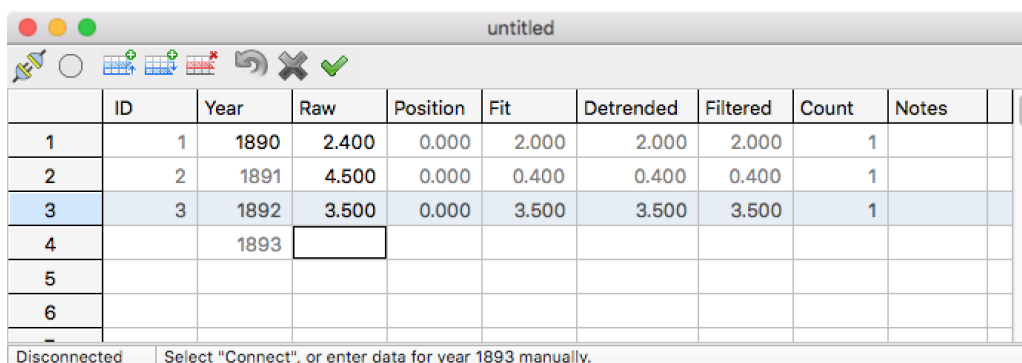 untitled
ID Year Raw Position Fit Detrended Filtered Count Notes
1 1 1890 2.400 0.000 2.000 2.000 2.000 1
2 2 1891 4.500 0.000 0.400 0.400 0.400 1
3 3 1892 3.500 0.000 3.500 3.500 3.500 1
4 1893
5
6
Disconnected Select "Connect", or enter data for year 1893 manually.